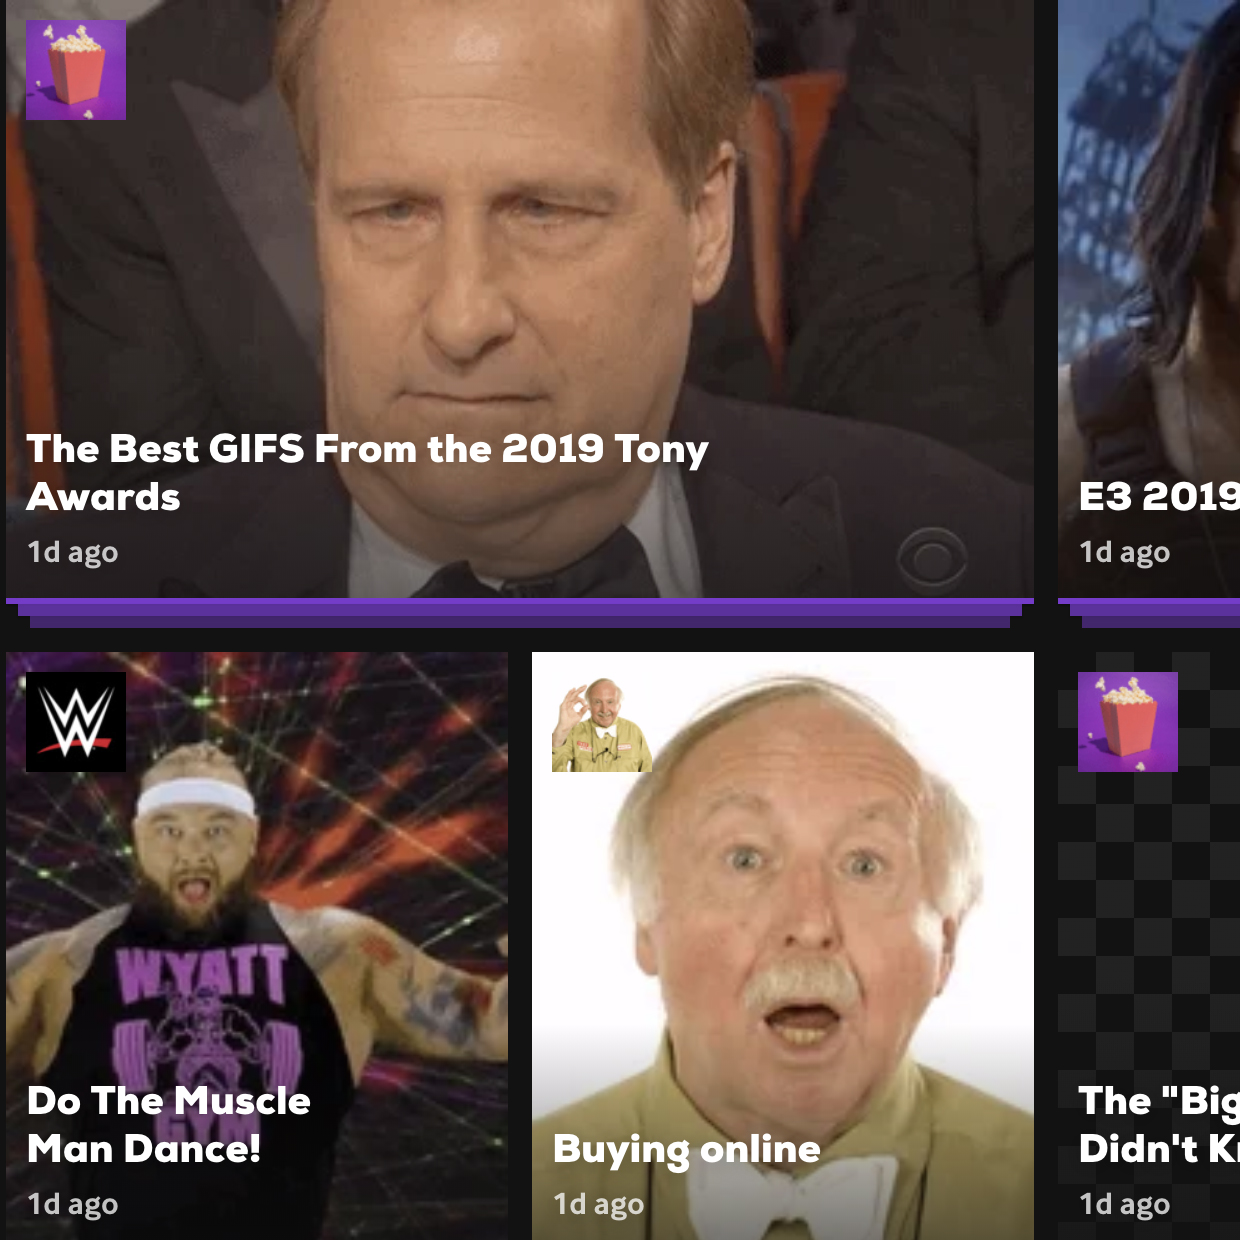 The Best GIFS From the 2019 Tony
Awards
1d ago
E3 2019
1d ago
WYATT
GYM
Do The Muscle
Man Dance!
1d ago
Buying online
1d ago
The "Big
Didn't
1d ago